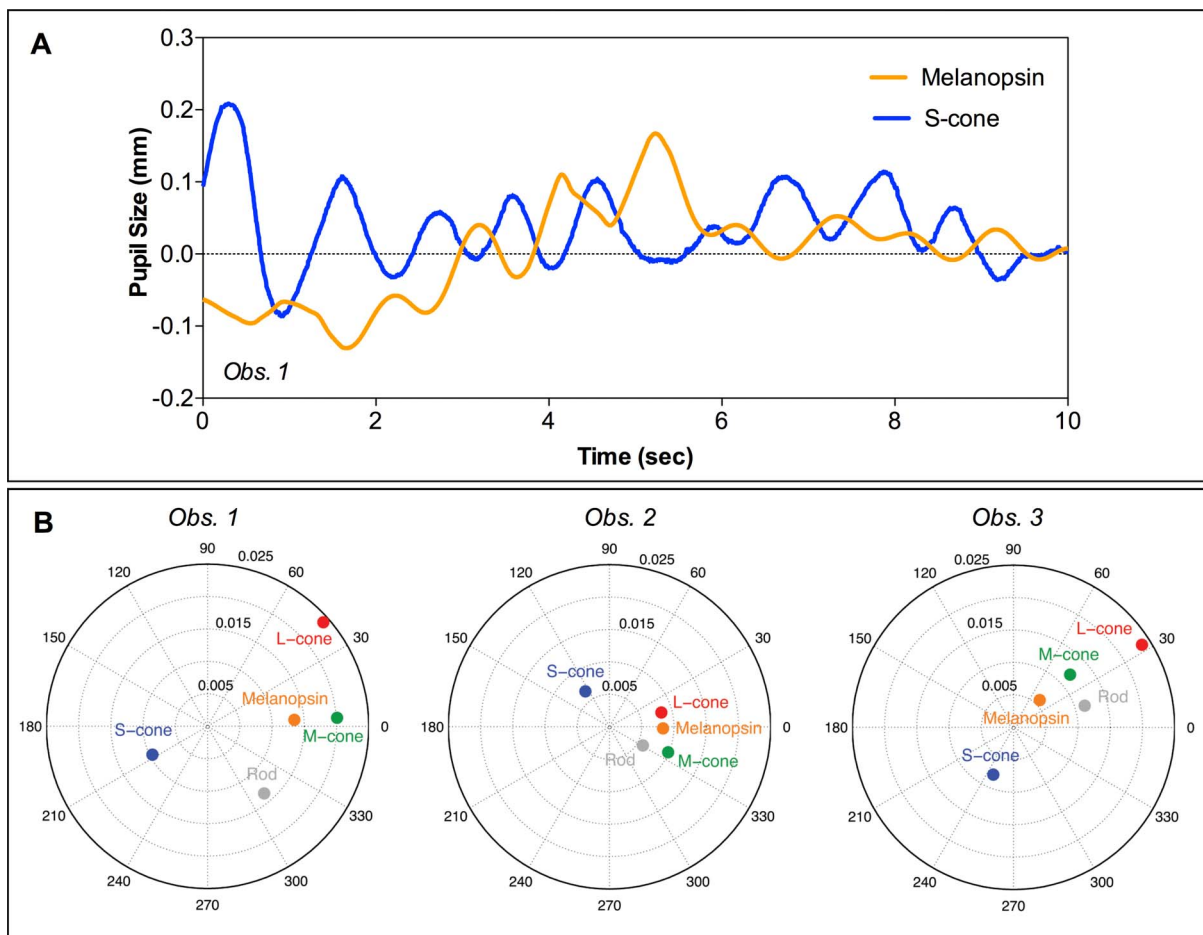 A
0.3
0.2
0.1
0.0
-0.1
-0.2
Pupil Size (mm)
Melanopsin
S-cone
Obs. 1
0 2 4 6 8 10
Time (sec)
B
Obs. 1
90
120 0.025 60
L−cone
150 0.015 30
Melanopsin 0.005
180 S−cone M−cone 0
Rod
210 330
240 300
270
Obs. 2
90
120 0.025 60
150 0.015 30
S−cone 0.005
L−cone
180 Melanopsin 0
Rod M−cone
210 330
240 300
270
Obs. 3
90
120 0.025 60
L−cone
150 0.015 30
M−cone
0.005 Rod
Melanopsin
180 0
S−cone
210 330
240 300
270